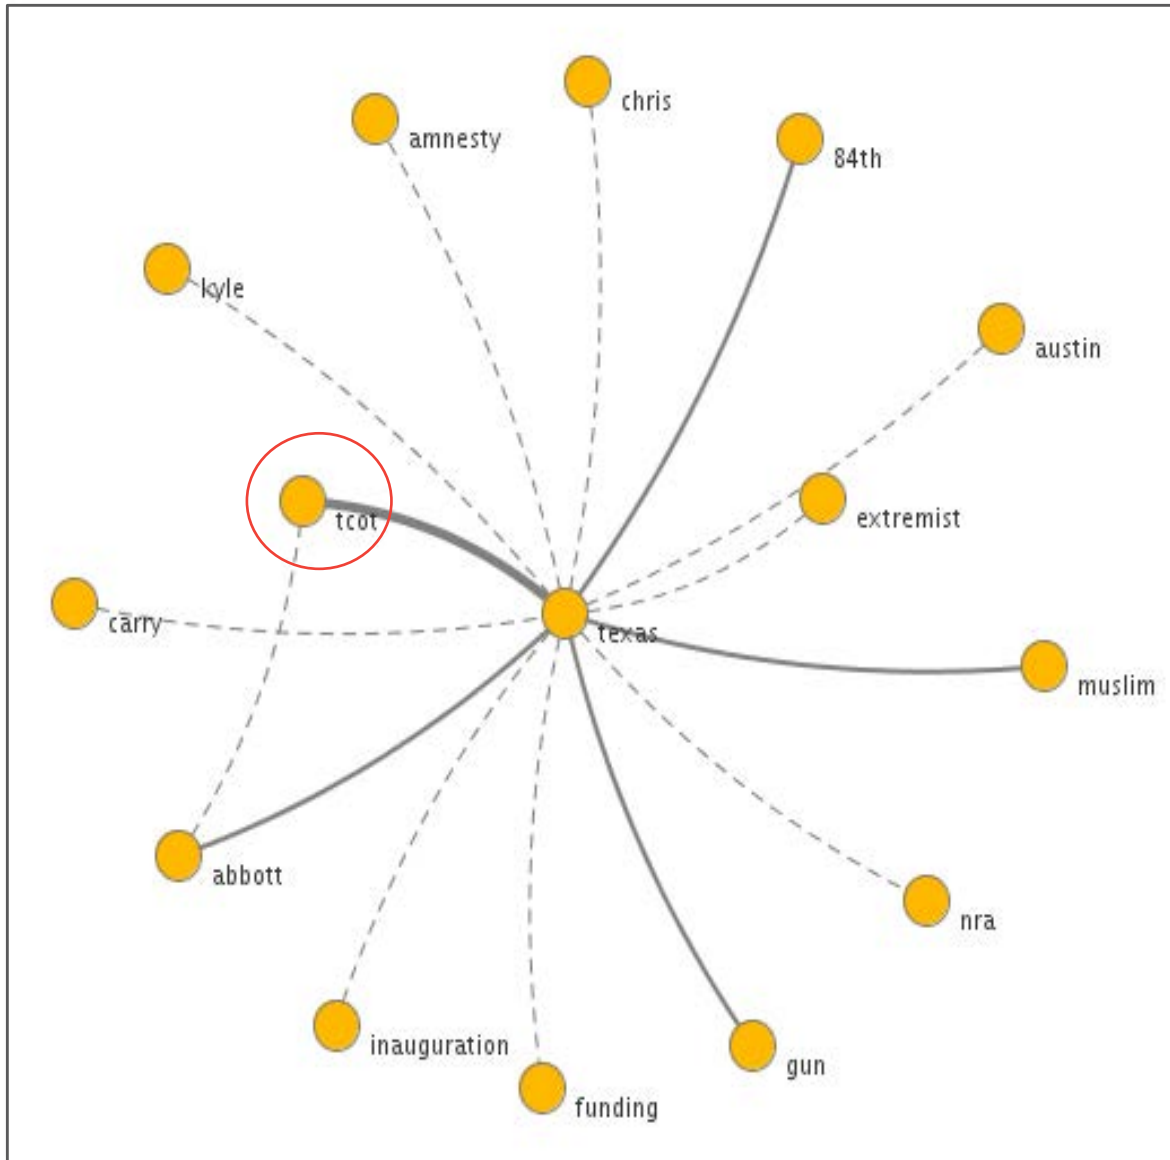 chris
amnesty
84th
kyle
austin
tcot
extremist
carry
texas
muslim
abbott
nra
inauguration
gun
funding